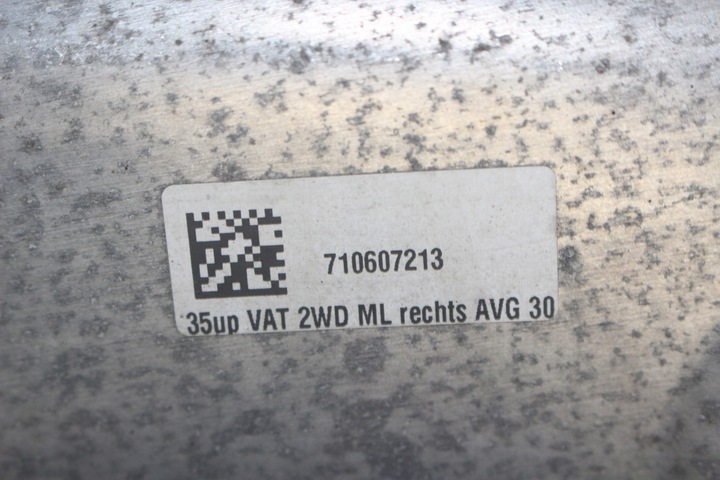 710607213
35up VAT 2WD ML rechts AVG 30